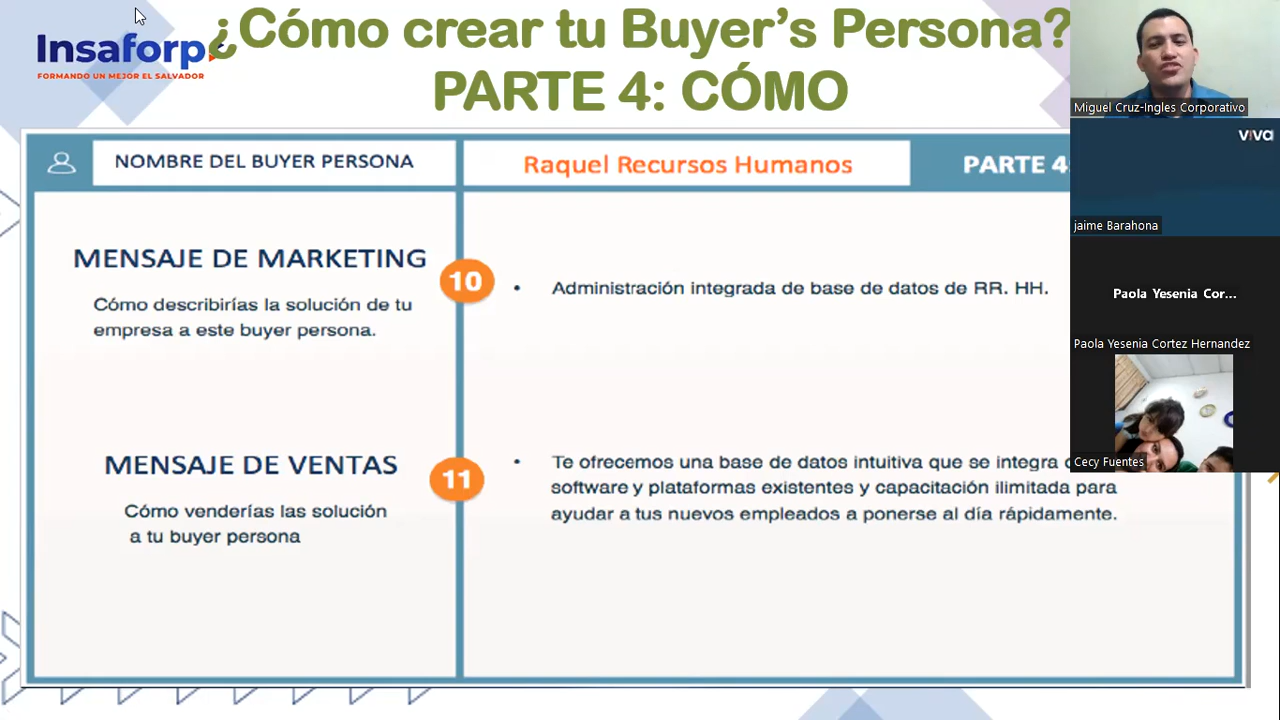 ¿Cómo crear tu Buyer's Persona?
PARTE 4: CÓMO
Insaforp
FORMANDO UN MEJOR EL SALVADOR
NOMBRE DEL BUYER PERSONA
Raquel Recursos Humanos
PARTE 4:
MENSAJE DE MARKETING
Cómo describirías la solución de tu
empresa a este buyer persona.
10
• Administración integrada de base de datos de RR. HH.
MENSAJE DE VENTAS
Cómo venderías las solución
a tu buyer persona
11
• Te ofrecemos una base de datos intuitiva que se integra
software y plataformas existentes y capacitación ilimitada para
ayudar a tus nuevos empleados a ponerse al día rápidamente.
Miguel Cruz-Ingles Corporativo
viva
jaime Barahona
Paola Yesenia Cor...
Paola Yesenia Cortez Hernandez
Cecy Fuentes